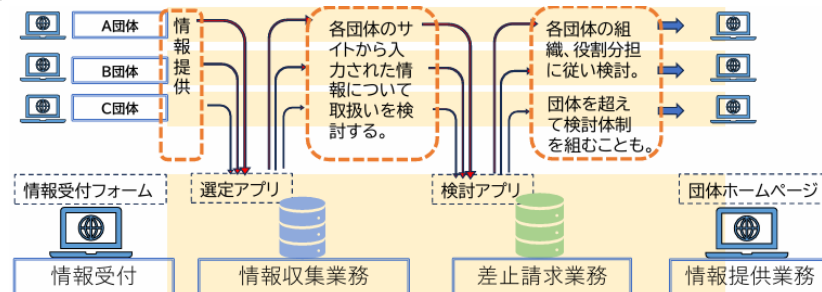 A団体
B団体
C団体
情報提供
各団体のサ
イトから入
力された情
報について
取扱いを検
討する。
各団体の組
織、役割分担
に従い検討。
団体を超え
て検討体制
を組むことも。
情報受付フォーム
選定アプリ
検討アプリ
団体ホームページ
情報受付
情報収集業務
差止請求業務
情報提供業務